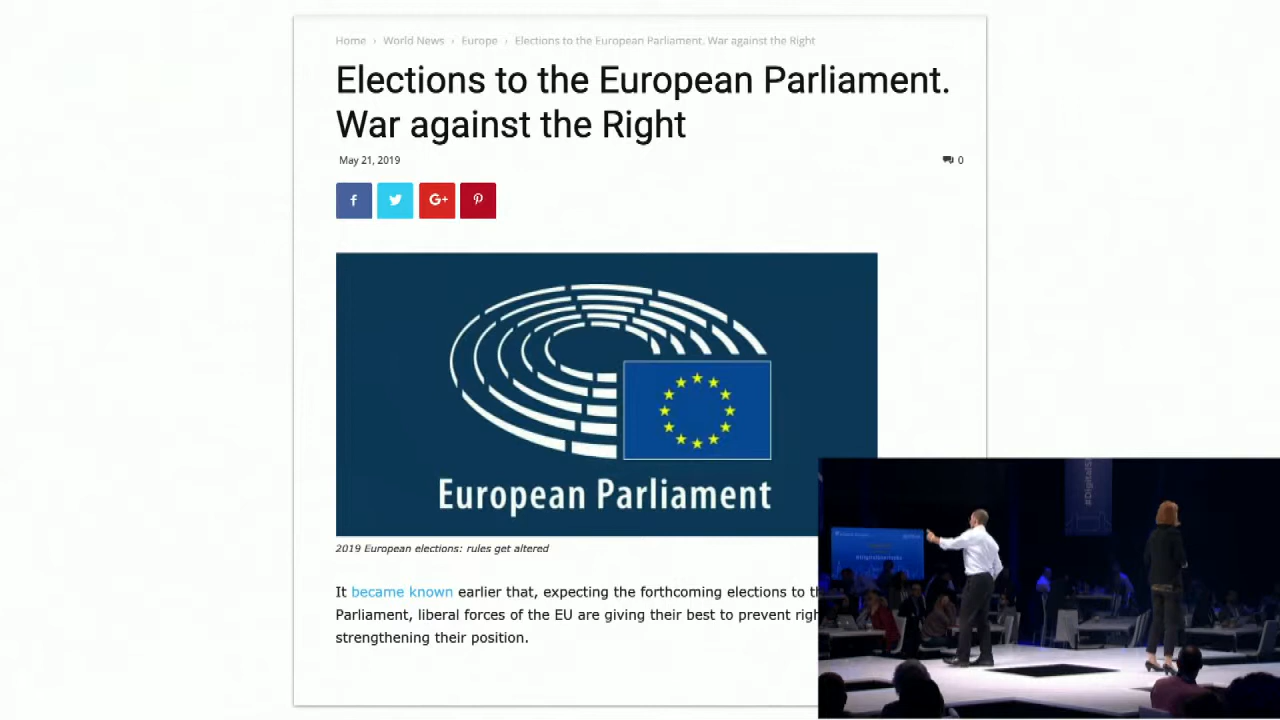 Home › World News › Europe › Elections to the European Parliament. War against the Right
Elections to the European Parliament.
War against the Right
May 21, 2019
0
f
G+
European Parliament
2019 European elections: rules get altered
It became known earlier that, expecting the forthcoming elections to
Parliament, liberal forces of the EU are giving their best to prevent
strengthening their position.